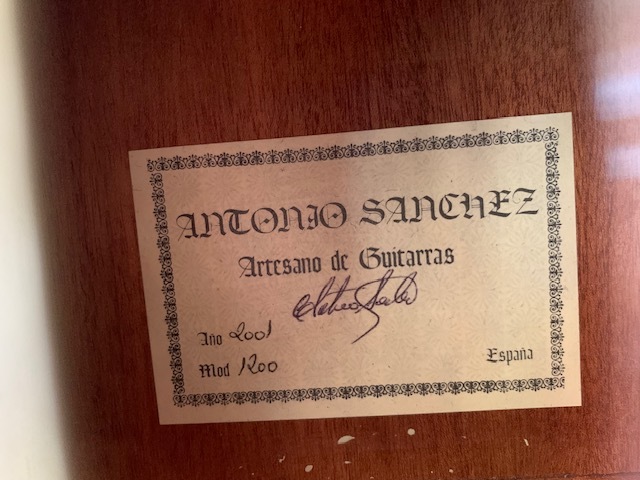 ANTONIO SANCHEZ
Artesano de Guitarras
Año 2001
Mod 1200
España